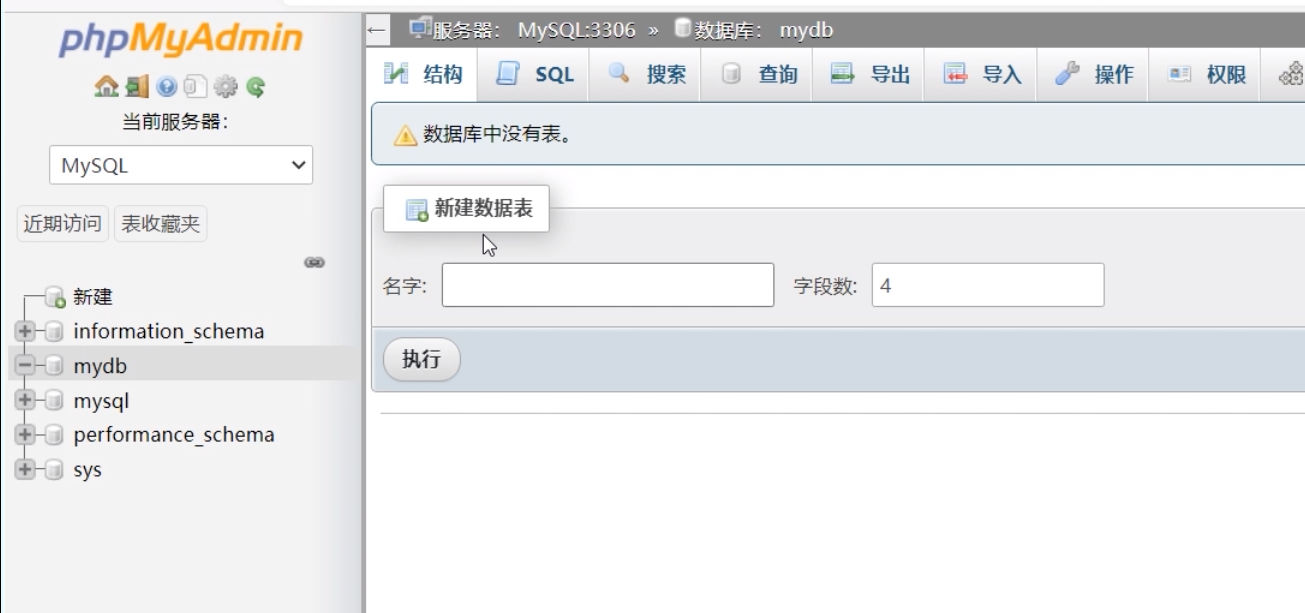 phpMyAdmin
当前服务器：
MySQL
近期访问 表收藏夹
新建
information_schema
mydb
mysql
performance_schema
sys
服务器： MySQL:3306 » 数据库： mydb
结构 SQL 搜索 查询 导出 导入 操作 权限
数据库中没有表。
新建数据表
名字: 字段数: 4
执行